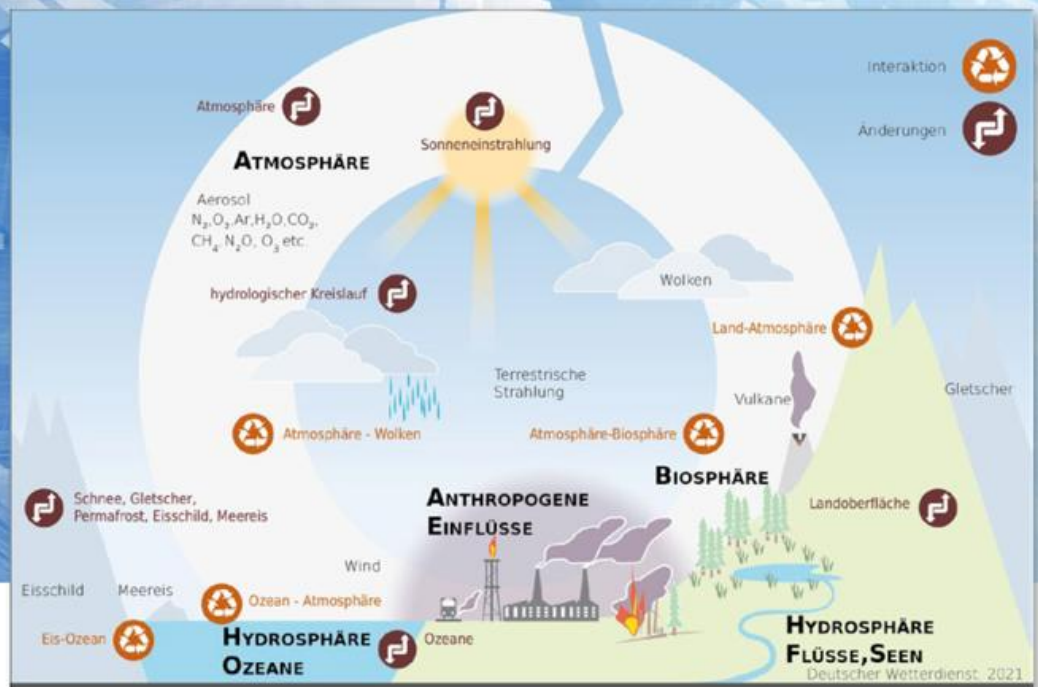 Interaktion
Atmosphäre
Änderungen
Sonneneinstrahlung
ATMOSPHÄRE
Aerosol
N₂,O₂,Ar,H₂O,CO₂,
CH₄, N₂O, O₃ etc.
Wolken
hydrologischer Kreislauf
Land-Atmosphäre
Terrestrische
Strahlung
Gletscher
Vulkane
Atmosphäre - Wolken
Atmosphäre-Biosphäre
BIOSPHÄRE
Schnee, Gletscher,
Permafrost, Eisschild, Meereis
ANTHROPOGENE
EINFLÜSSE
Landoberfläche
Wind
Eisschild
Meereis
Ozean - Atmosphäre
Eis-Ozean
HYDROSPHÄRE
OZEANE
Ozeane
HYDROSPHÄRE
FLÜSSE,SEEN
Deutscher Wetterdienst, 2021